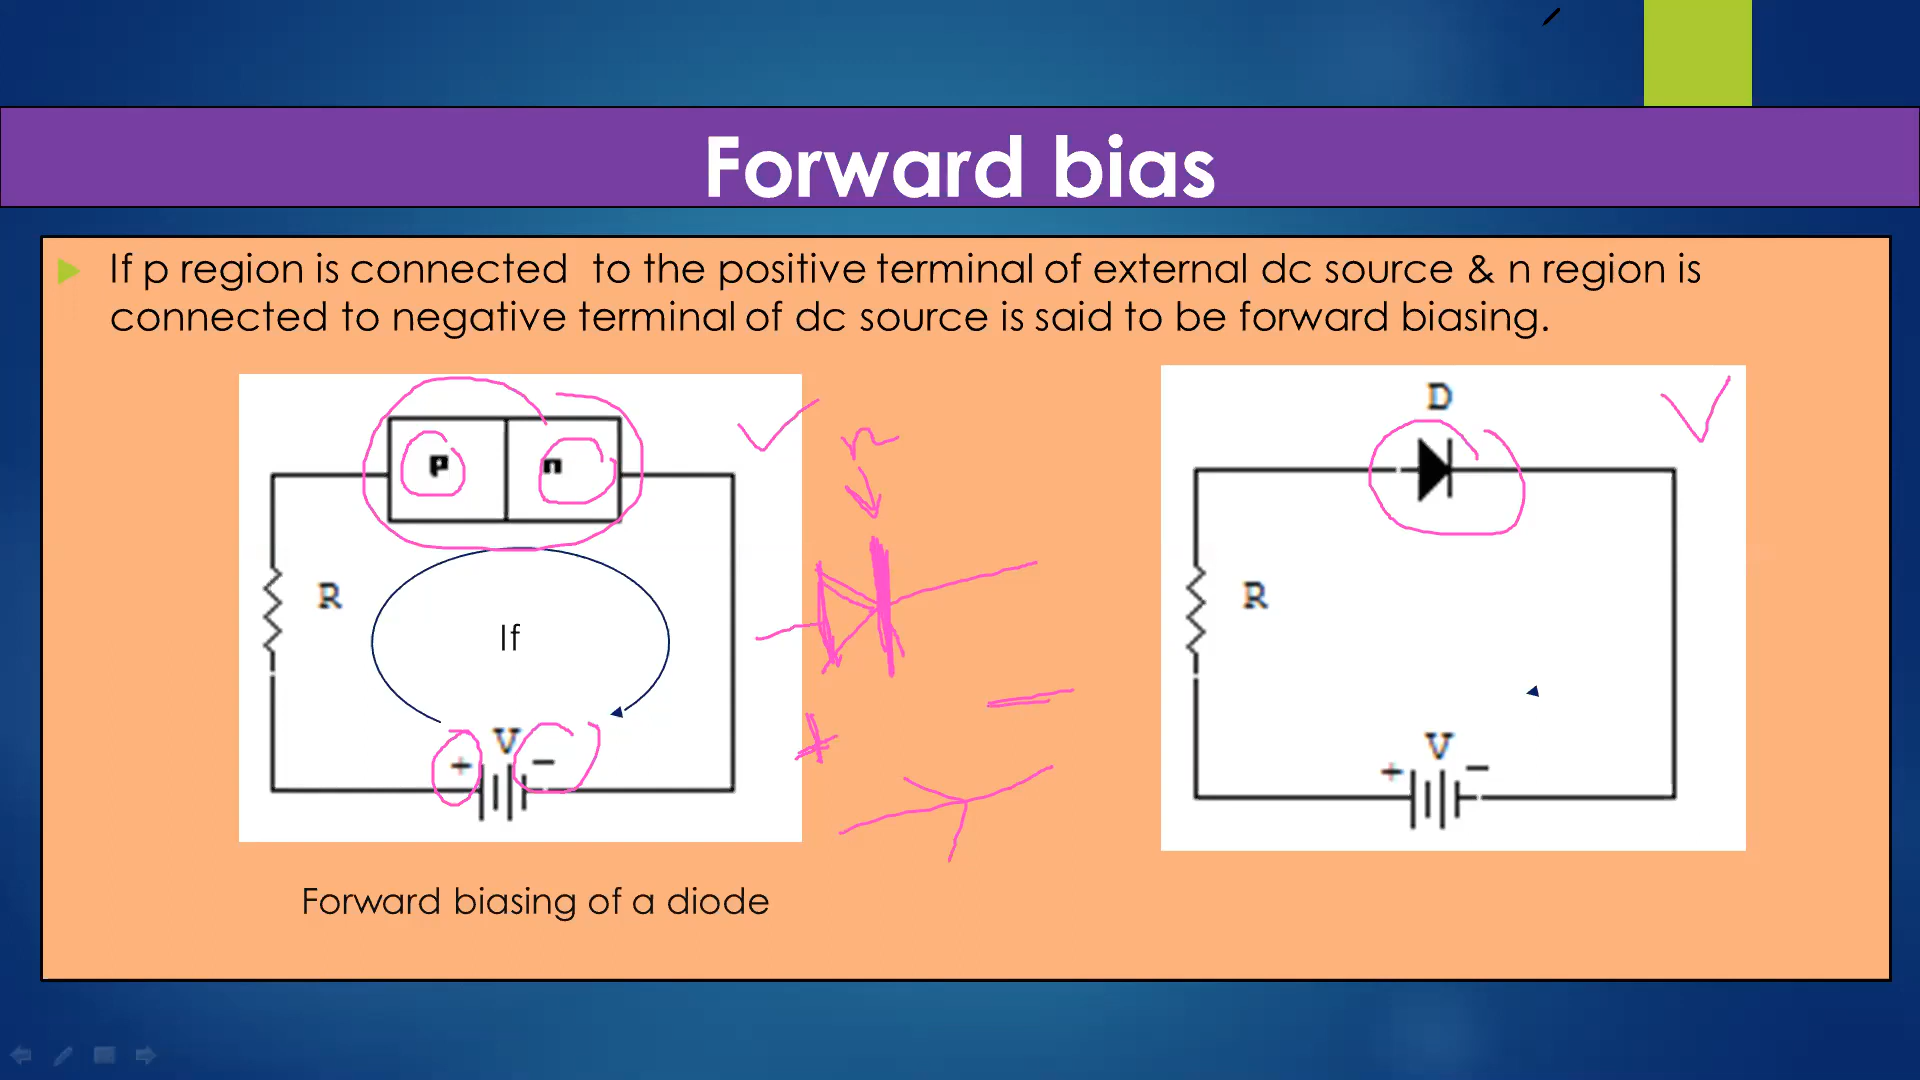 Forward bias
If p region is connected to the positive terminal of external dc source & n region is
connected to negative terminal of dc source is said to be forward biasing.
P n
R
If
V
+ −
n
+ −
D
R
V
+ −
Forward biasing of a diode